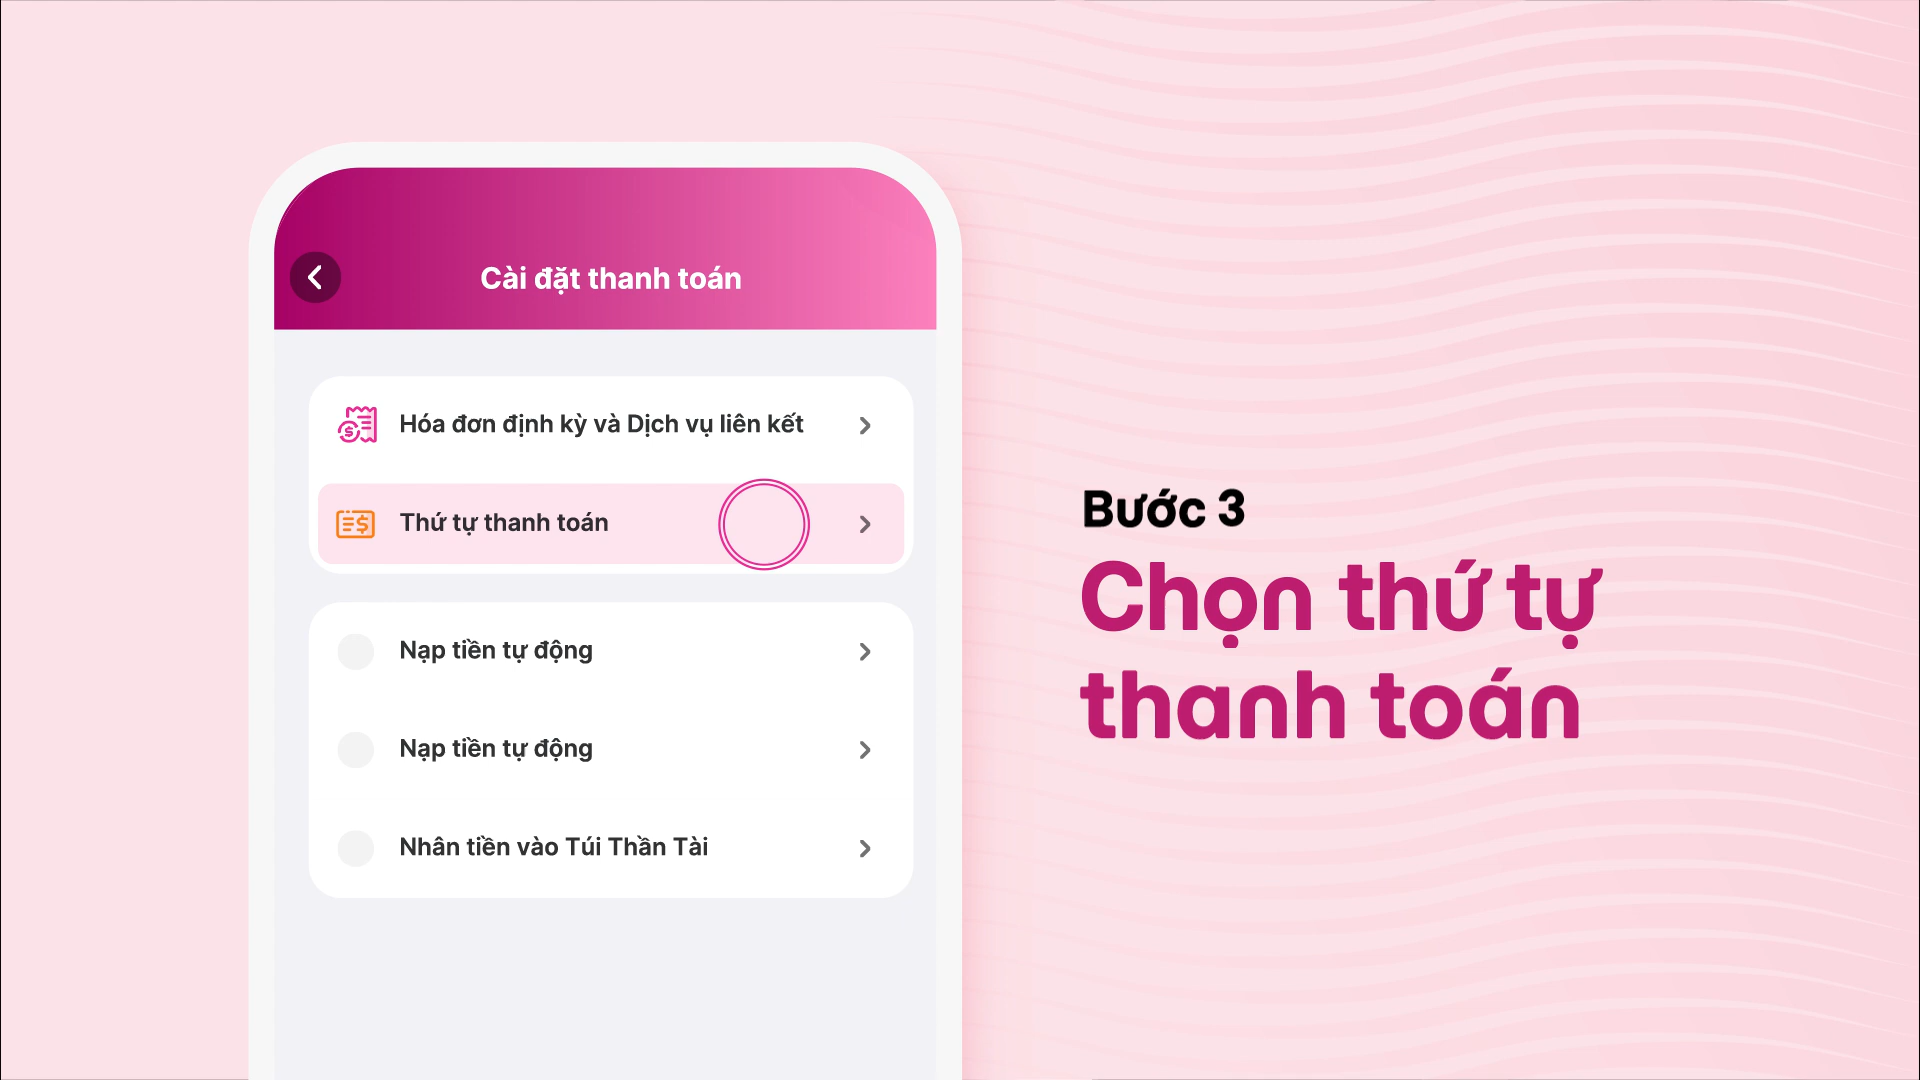 Cài đặt thanh toán
Hóa đơn định kỳ và Dịch vụ liên kết
Thứ tự thanh toán
Nạp tiền tự động
Nạp tiền tự động
Nhân tiền vào Túi Thần Tài
Bước 3
Chọn thứ tự
thanh toán